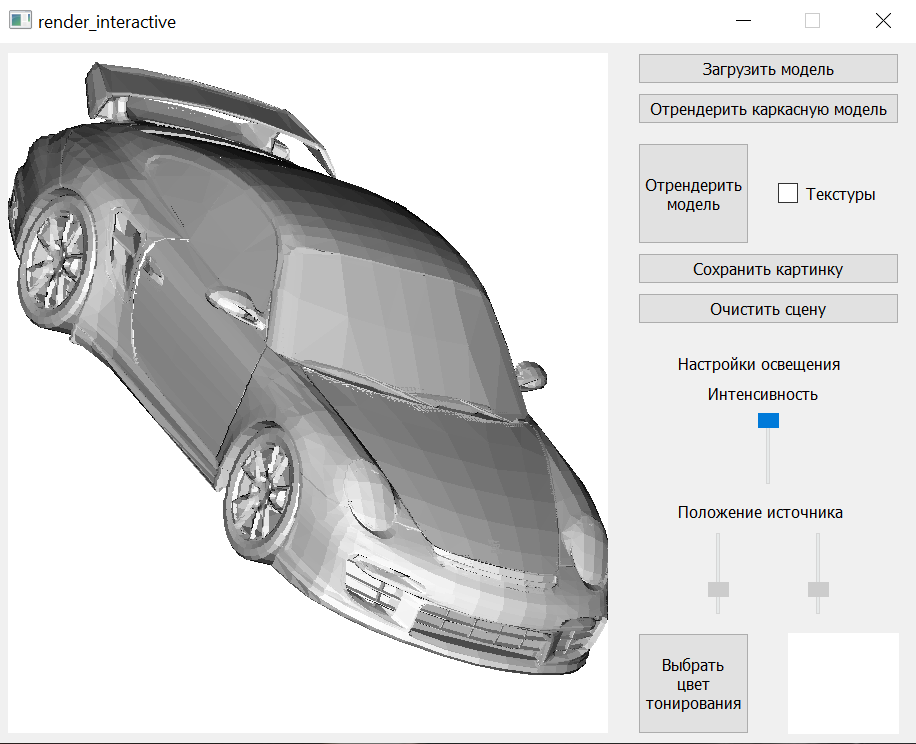 render_interactive
Загрузить модель
Отрендерить каркасную модель
Отрендерить
модель
Текстуры
Сохранить картинку
Очистить сцену
Настройки освещения
Интенсивность
Положение источника
Выбрать
цвет
тонирования